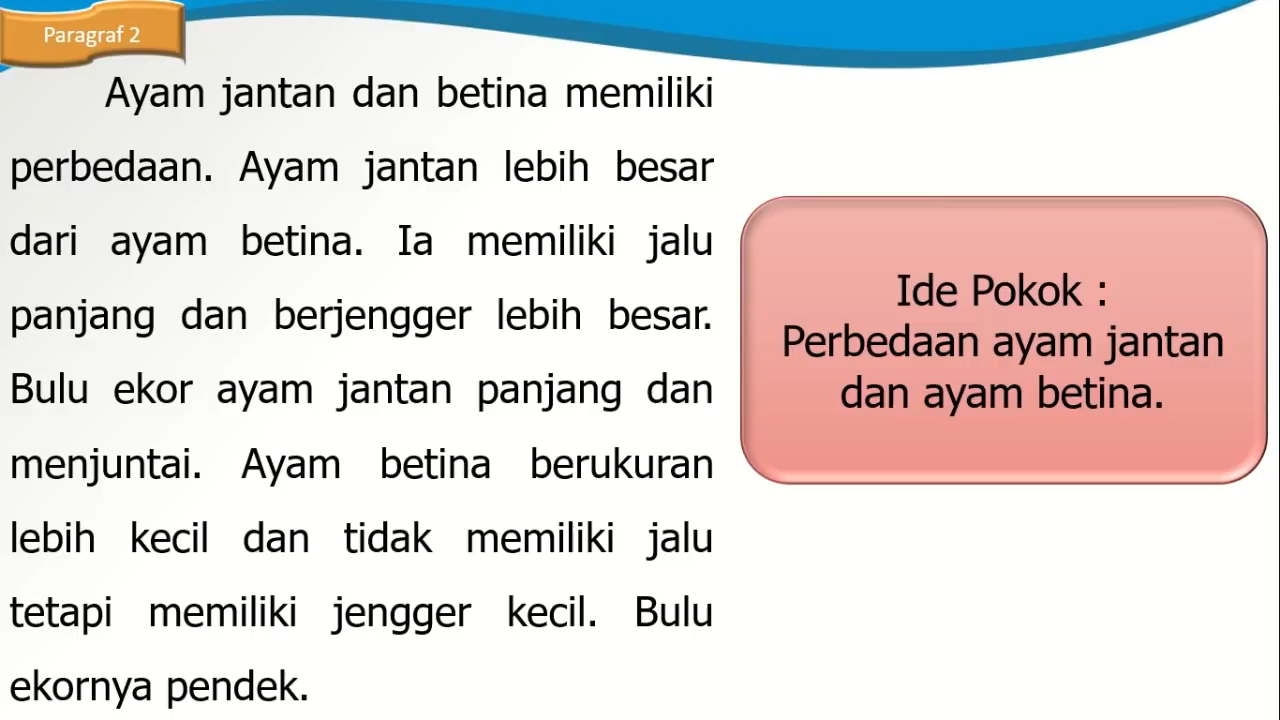 Paragraf 2
Ayam jantan dan betina memiliki
perbedaan. Ayam jantan lebih besar
dari ayam betina. Ia memiliki jalu
panjang dan berjengger lebih besar.
Bulu ekor ayam jantan panjang dan
menjuntai. Ayam betina berukuran
lebih kecil dan tidak memiliki jalu
tetapi memiliki jengger kecil. Bulu
ekornya pendek.
Ide Pokok :
Perbedaan ayam jantan
dan ayam betina.